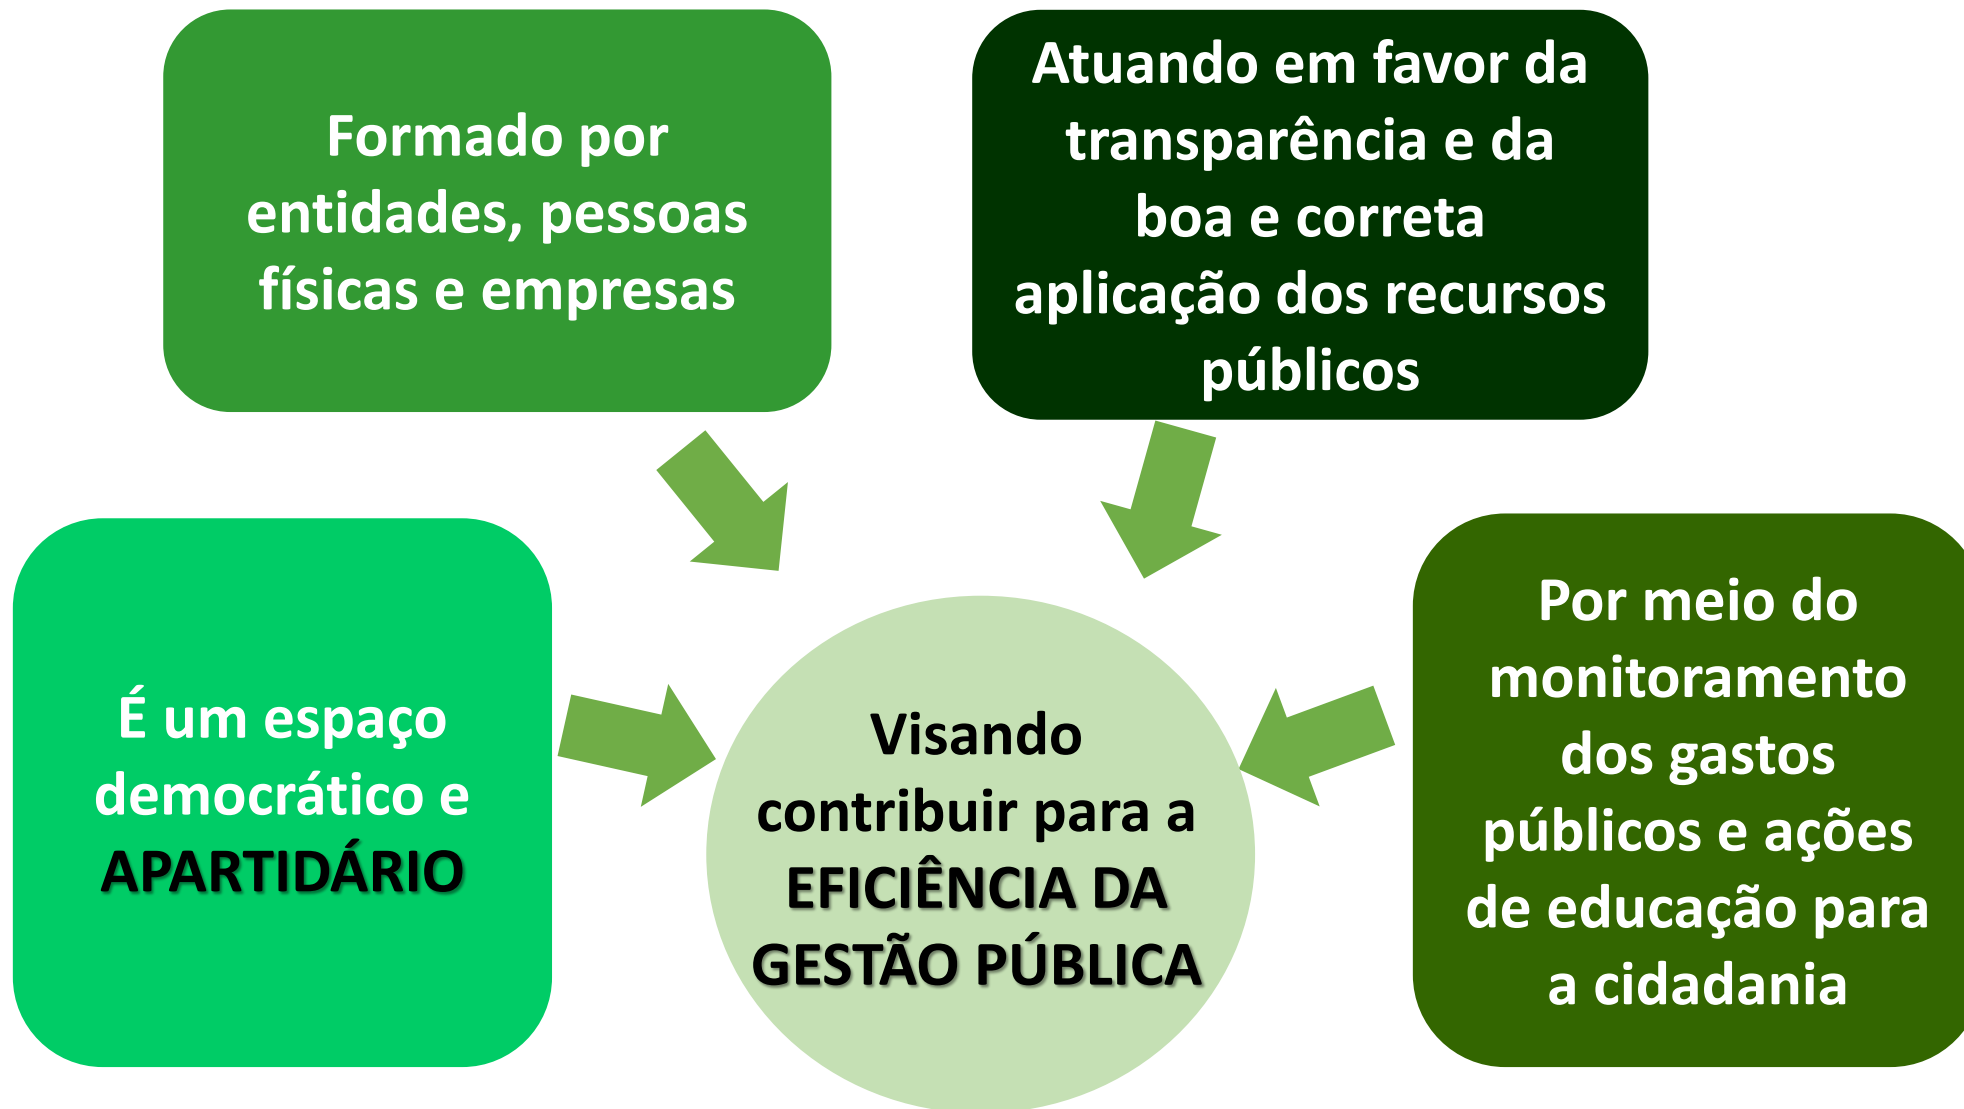 Formado por
entidades, pessoas
físicas e empresas
Atuando em favor da
transparência e da
boa e correta
aplicação dos recursos
públicos
É um espaço
democrático e
APARTIDÁRIO
Visando
contribuir para a
EFICIÊNCIA DA
GESTÃO PÚBLICA
Por meio do
monitoramento
dos gastos
públicos e ações
de educação para
a cidadania